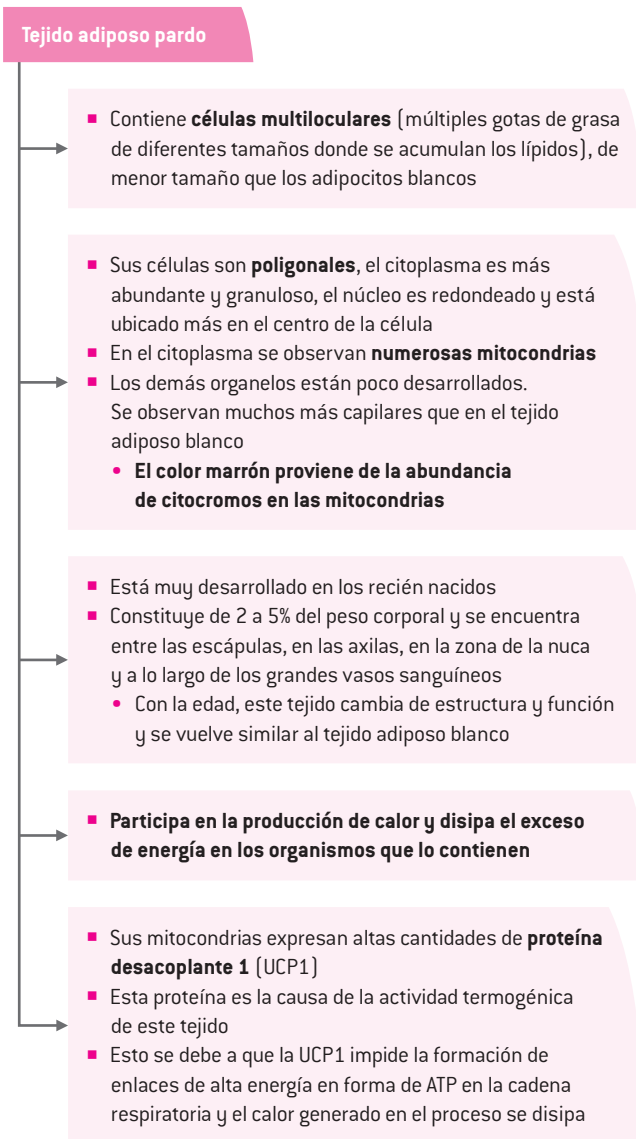 Tejido adiposo pardo
▪ Contiene células multiloculares (múltiples gotas de grasa
de diferentes tamaños donde se acumulan los lípidos), de
menor tamaño que los adipocitos blancos
▪ Sus células son poligonales, el citoplasma es más
abundante y granuloso, el núcleo es redondeado y está
ubicado más en el centro de la célula
▪ En el citoplasma se observan numerosas mitocondrias
▪ Los demás organelos están poco desarrollados.
Se observan muchos más capilares que en el tejido
adiposo blanco
• El color marrón proviene de la abundancia
de citocromos en las mitocondrias
▪ Está muy desarrollado en los recién nacidos
▪ Constituye de 2 a 5% del peso corporal y se encuentra
entre las escápulas, en las axilas, en la zona de la nuca
y a lo largo de los grandes vasos sanguíneos
• Con la edad, este tejido cambia de estructura y función
y se vuelve similar al tejido adiposo blanco
▪ Participa en la producción de calor y disipa el exceso
de energía en los organismos que lo contienen
▪ Sus mitocondrias expresan altas cantidades de proteína
desacoplante 1 (UCP1)
▪ Esta proteína es la causa de la actividad termogénica
de este tejido
▪ Esto se debe a que la UCP1 impide la formación de
enlaces de alta energía en forma de ATP en la cadena
respiratoria y el calor generado en el proceso se disipa